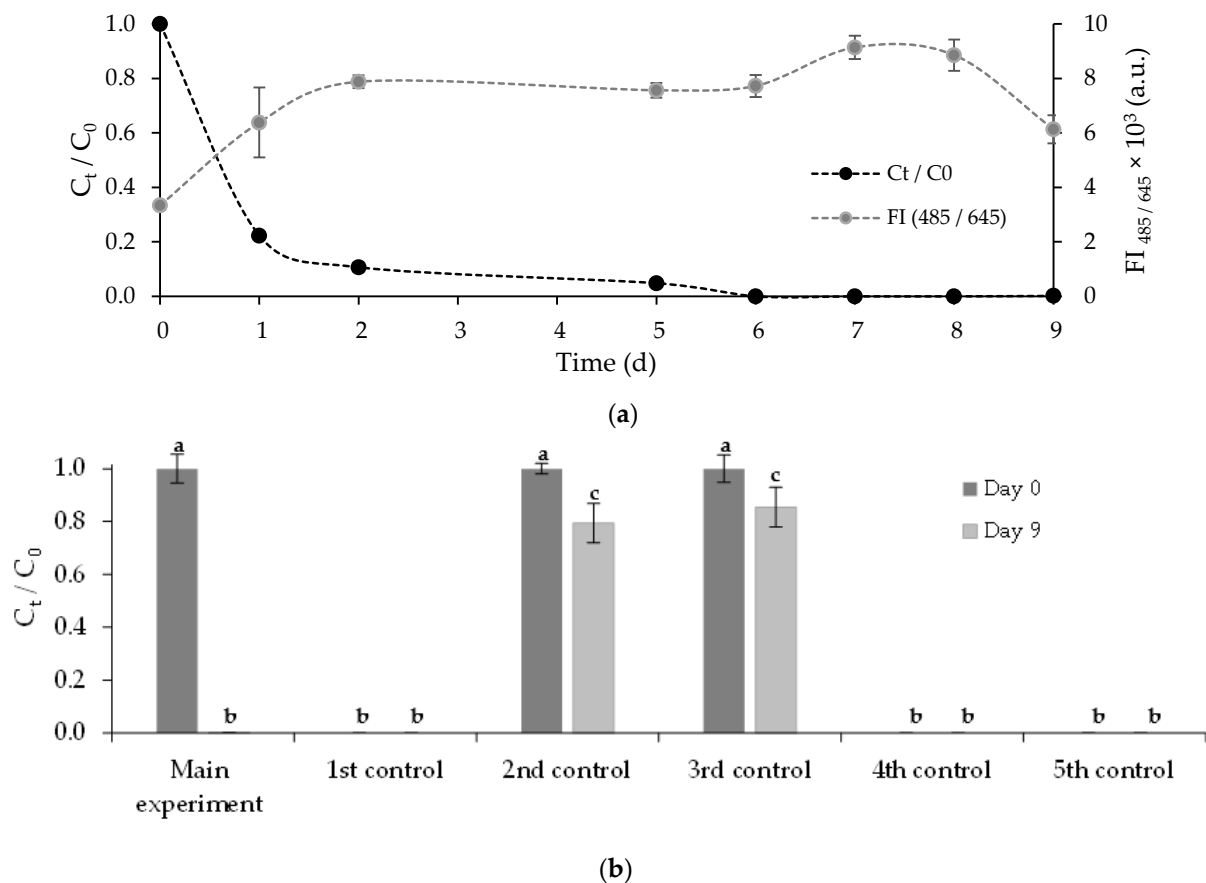 1.0
0.8
0.6
0.4
0.2
0.0
Ct / C0
10
8
6
4
2
0
FI 485 / 645 × 10³ (a.u.)
Ct / C0
FI (485 / 645)
0 1 2 3 4 5 6 7 8 9
Time (d)
(a)
1.0
0.8
0.6
0.4
0.2
0.0
Ct / C0
a b b b a c a c b b b b
Day 0
Day 9
Main experiment
1st control
2nd control
3rd control
4th control
5th control
(b)